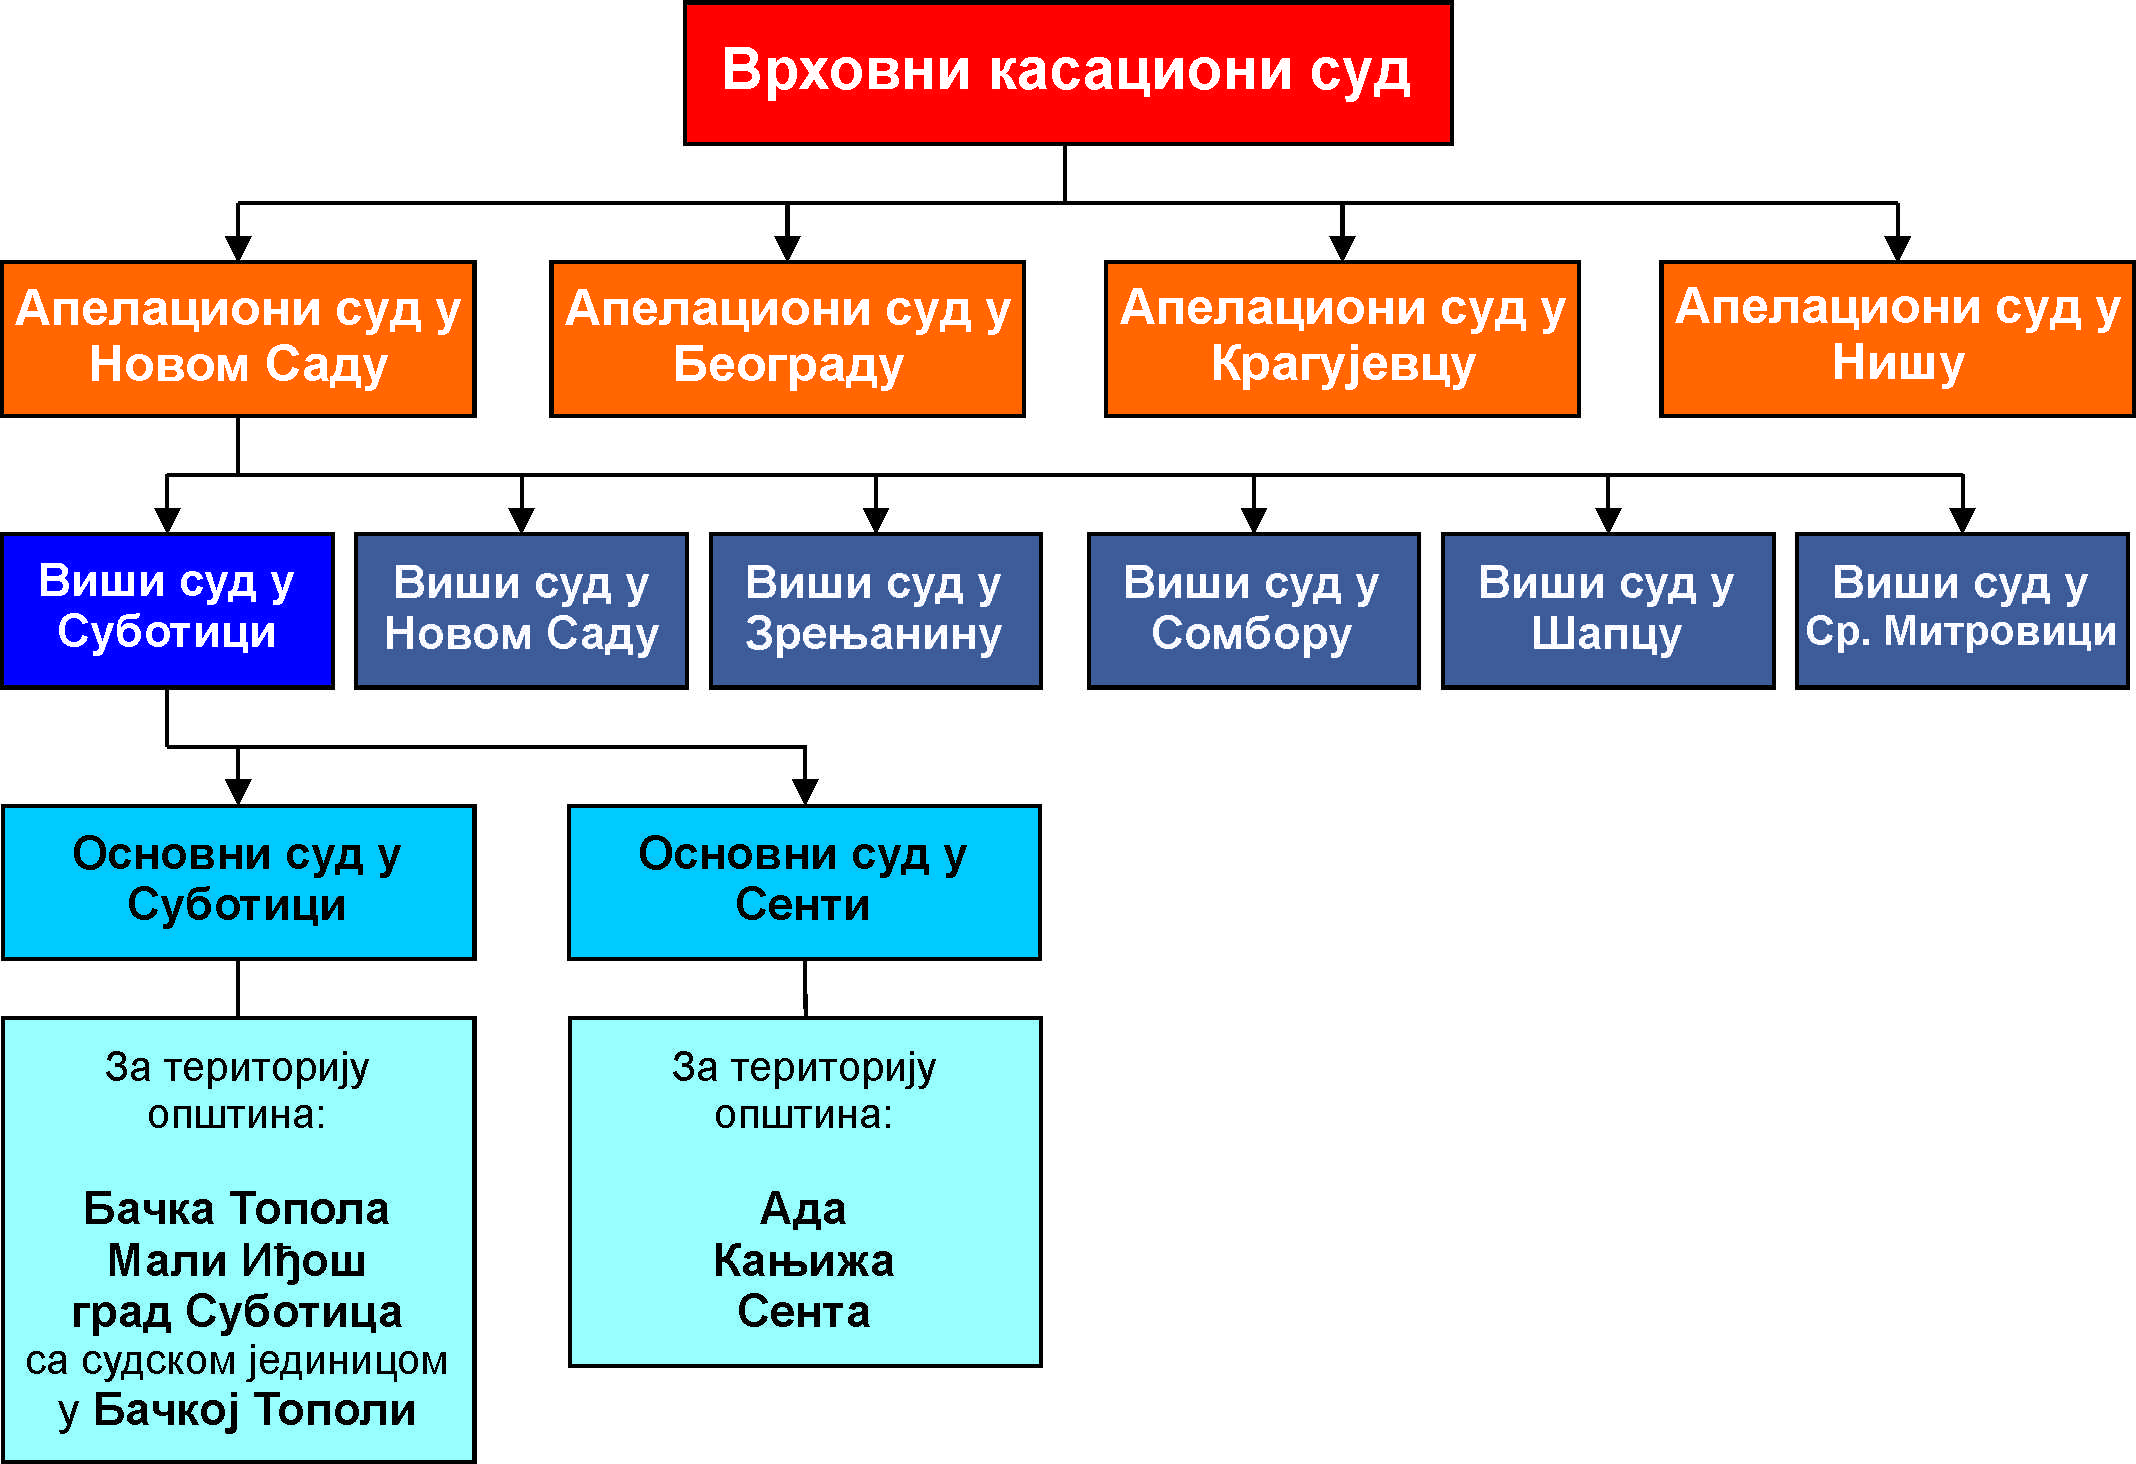 Врховни касациони суд
Апелациони суд у
Новом Саду
Апелациони суд у
Београду
Апелациони суд у
Крагујевцу
Апелациони суд у
Нишу
Виши суд у
Суботици
Виши суд у
Новом Саду
Виши суд у
Зрењанину
Виши суд у
Сомбору
Виши суд у
Шапцу
Виши суд у
Ср. Митровици
Основни суд у
Суботици
Основни суд у
Сенти
За територију
општина:
Бачка Топола
Мали Иђош
град Суботица
са судском јединицом
у Бачкој Тополи
За територију
општина:
Ада
Кањижа
Сента